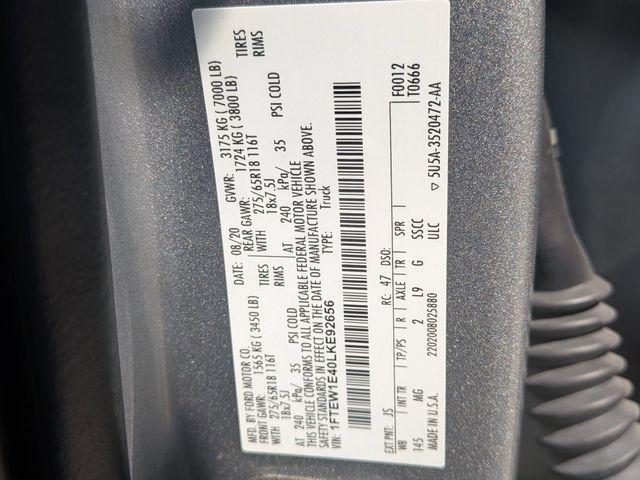 MFD. BY FORD MOTOR CO. DATE: 08/20 GVWR: 3175 KG ( 7000 LB)
FRONT GAWR: 1565 KG ( 3450 LB) REAR GAWR: 1724 KG ( 3800 LB)
WITH 275/65R18 116T TIRES WITH 275/65R18 116T TIRES
18x7.5J RIMS 18x7.5J RIMS
AT 240 kPa/ 35 PSI COLD AT 240 kPa/ 35 PSI COLD
THIS VEHICLE CONFORMS TO ALL APPLICABLE FEDERAL MOTOR VEHICLE
SAFETY STANDARDS IN EFFECT ON THE DATE OF MANUFACTURE SHOWN ABOVE.
VIN: 1FTEW1E40LKE92656 TYPE: Truck
F0012
T0666
EXT PNT: JS RC: 47 DSO:
WB INT TR TP/PS R AXLE TR SPR
145 MG 2 L9 G SSCC
MADE IN U.S.A. 2202008025880 ULC 5U5A-3520472-AA